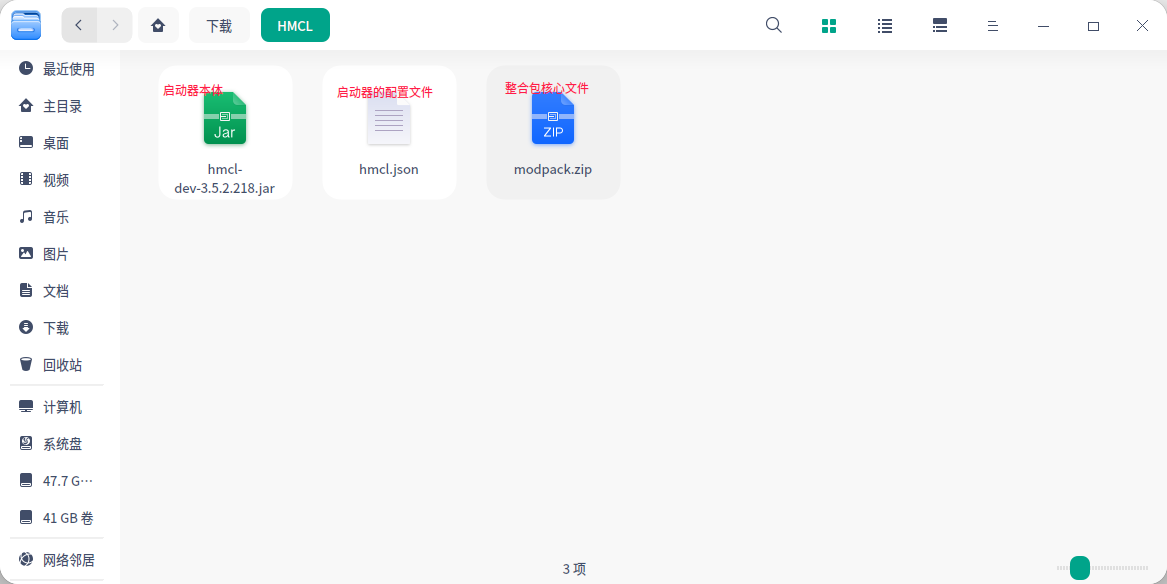 下载
HMCL
最近使用
主目录
桌面
视频
音乐
图片
文档
下载
回收站
计算机
系统盘
47.7 G···
41 GB 卷
网络邻居
启动器本体
Jar
hmcl-
dev-3.5.2.218.jar
启动器的配置文件
hmcl.json
整合包核心文件
ZIP
modpack.zip
3 项